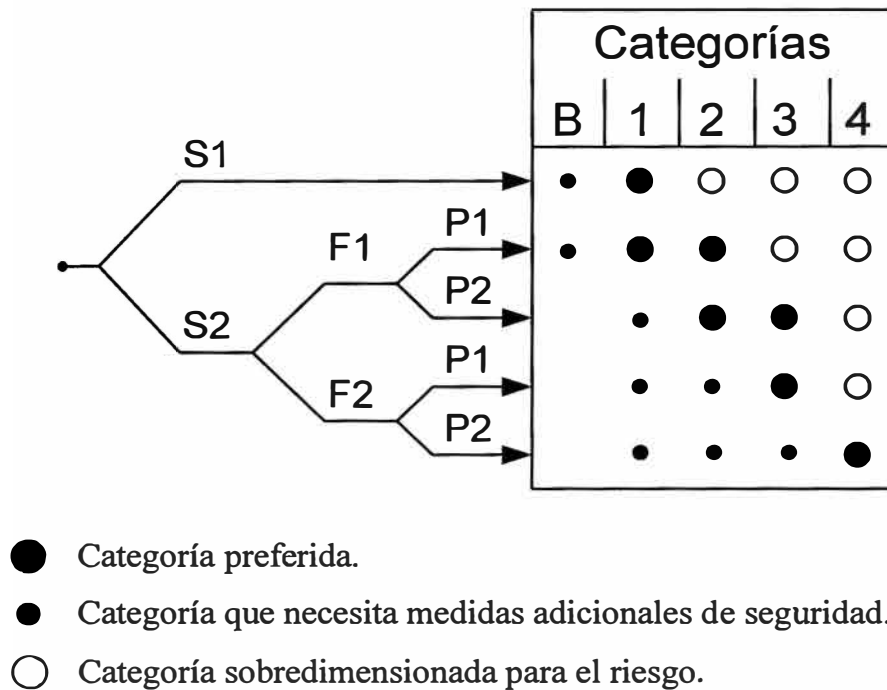 Categorías
B 1 2 3 4
S1
F1 P1
P2
S2
F2 P1
P2
Categoría preferida.
Categoría que necesita medidas adicionales de seguridad.
Categoría sobredimensionada para el riesgo.